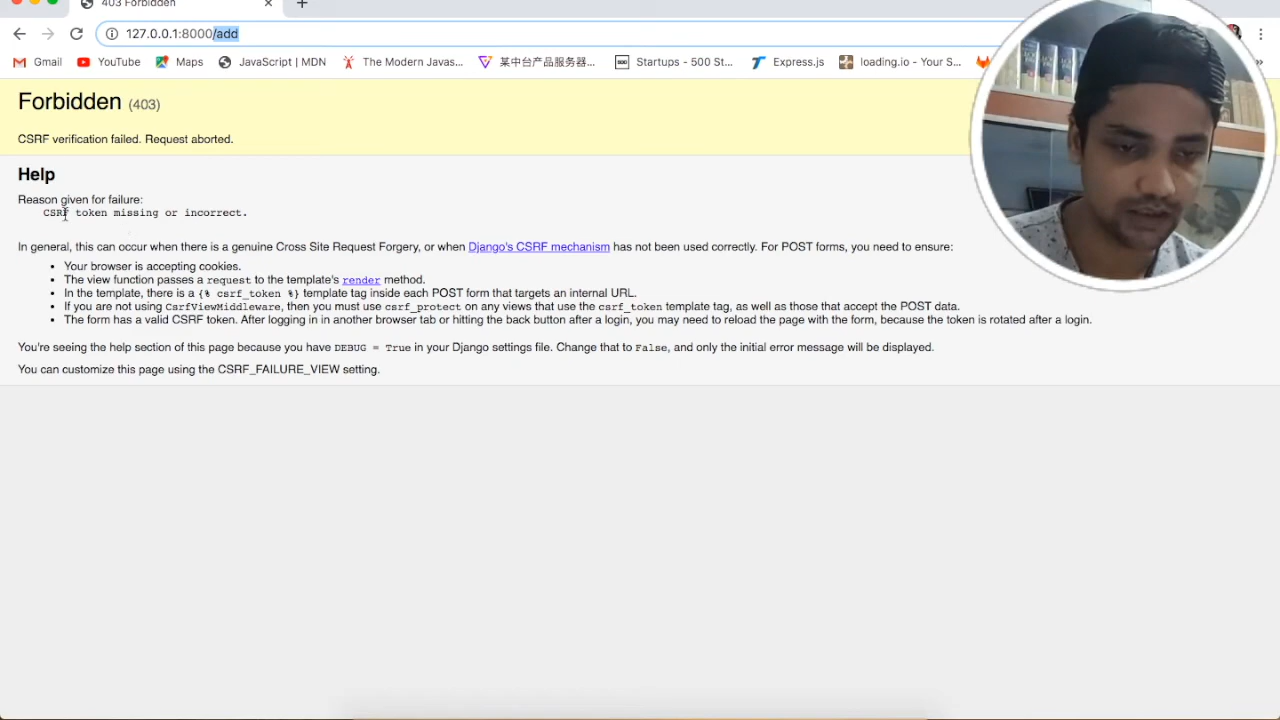 403 Forbidden
127.0.0.1:8000/add
Gmail YouTube Maps JavaScript | MDN The Modern Javas... 某中台产品服务器... Startups - 500 St... Express.js loading.io - Your S...
Forbidden (403)
CSRF verification failed. Request aborted.
Help
Reason given for failure:
CSRF token missing or incorrect.
In general, this can occur when there is a genuine Cross Site Request Forgery, or when Django's CSRF mechanism has not been used correctly. For POST forms, you need to ensure:
• Your browser is accepting cookies.
• The view function passes a request to the template's render method.
• In the template, there is a {% csrf_token %} template tag inside each POST form that targets an internal URL.
• If you are not using CsrfViewMiddleware, then you must use csrf_protect on any views that use the csrf_token template tag, as well as those that accept the POST data.
• The form has a valid CSRF token. After logging in in another browser tab or hitting the back button after a login, you may need to reload the page with the form, because the token is rotated after a login.
You're seeing the help section of this page because you have DEBUG = True in your Django settings file. Change that to False, and only the initial error message will be displayed.
You can customize this page using the CSRF_FAILURE_VIEW setting.